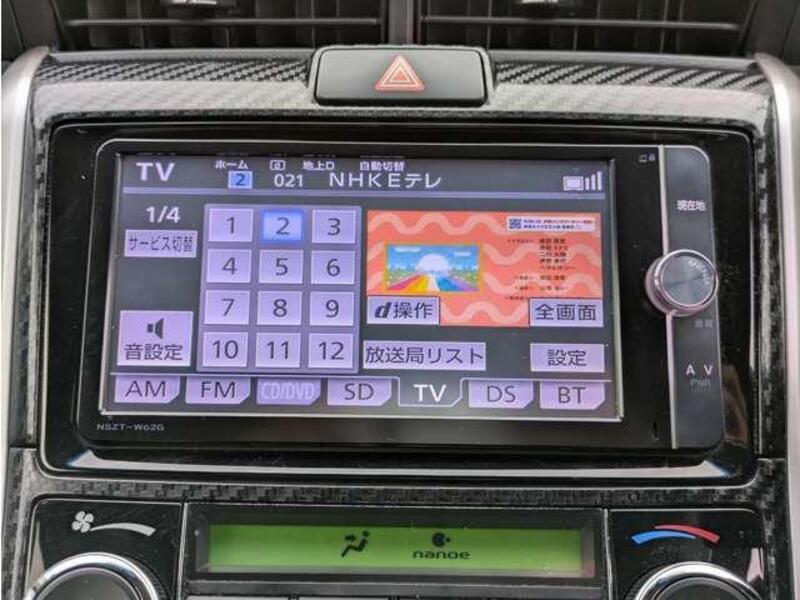 TV ホーム 2 d 地上D 021 自動切替 NHKEテレ
1/4
サービス切替
1 2 3
4 5 6
7 8 9
10 11 12
d操作 全画面
音設定
放送局リスト 設定
AM FM CD/DVD SD TV DS BT
NSZT-W62G
現在地
画質
AV
Pwr
nanoe